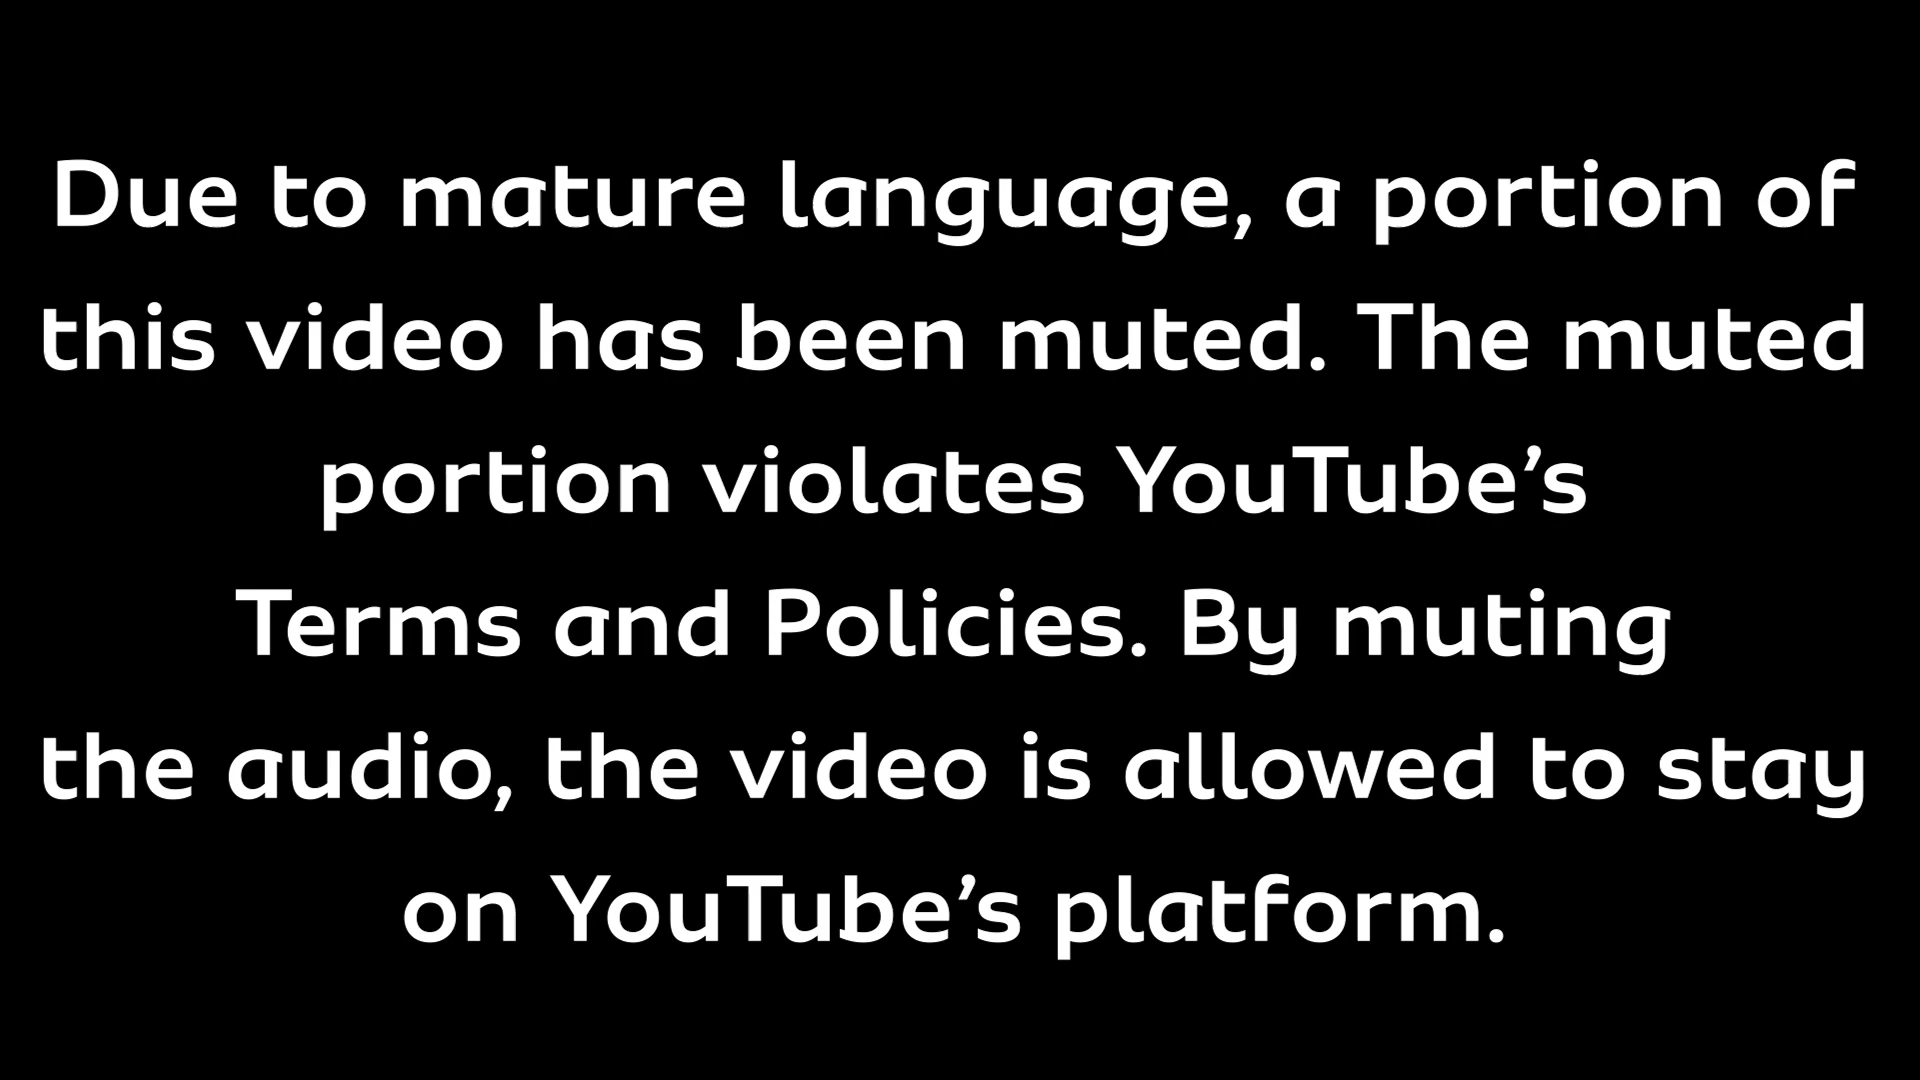 Due to mature language, a portion of
this video has been muted. The muted
portion violates YouTube’s
Terms and Policies. By muting
the audio, the video is allowed to stay
on YouTube’s platform.